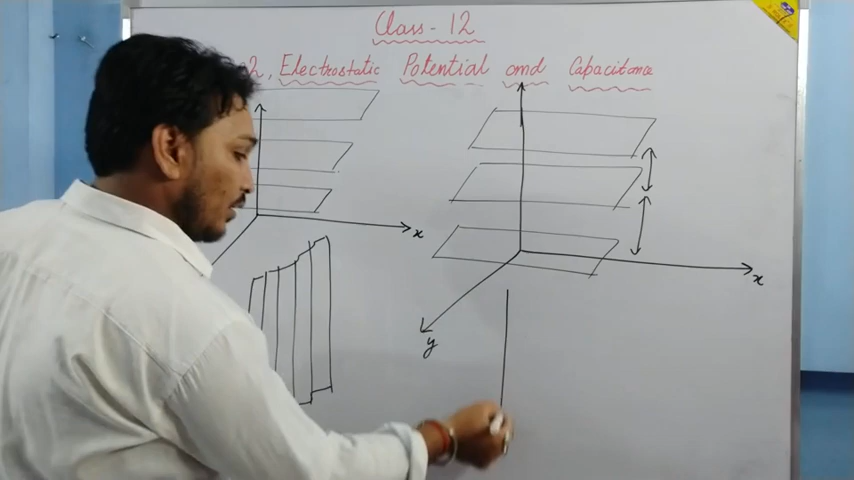 Class - 12
2, Electrostatic Potential and Capacitance
x
x
y